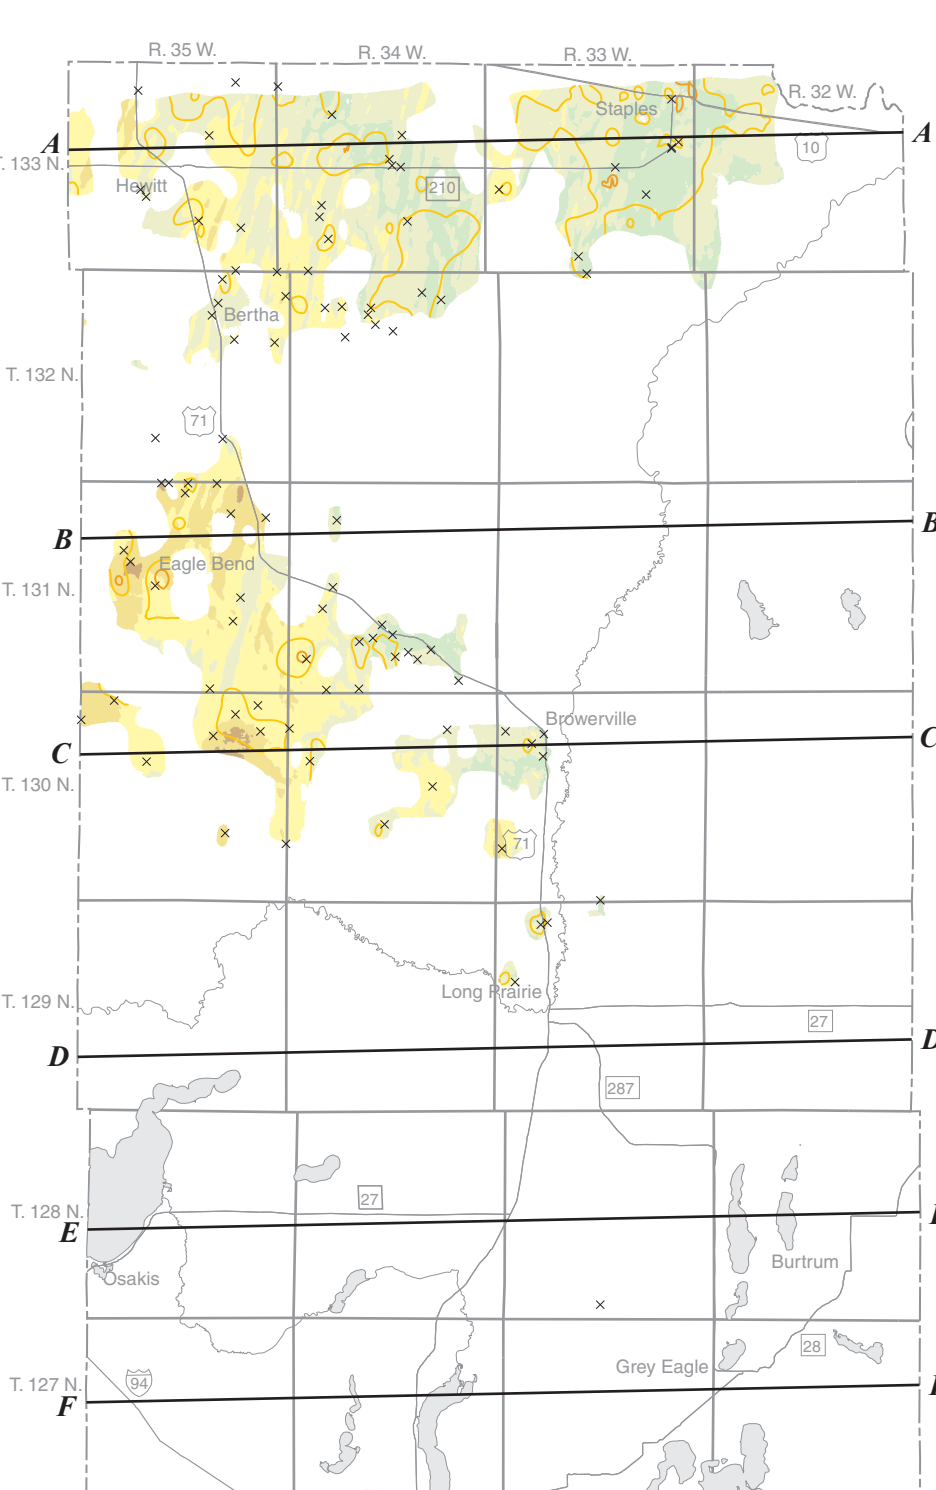 R. 35 W.
R. 34 W.
R. 33 W.
R. 32 W.
Staples
A
A
10
T. 133 N.
Hewitt
210
Bertha
T. 132 N.
71
B
B
Eagle Bend
T. 131 N.
Browerville
C
C
T. 130 N.
71
Long Prairie
T. 129 N.
27
D
D
287
27
T. 128 N.
E
Burtrum
Osakis
28
Grey Eagle
T. 127 N.
94
F